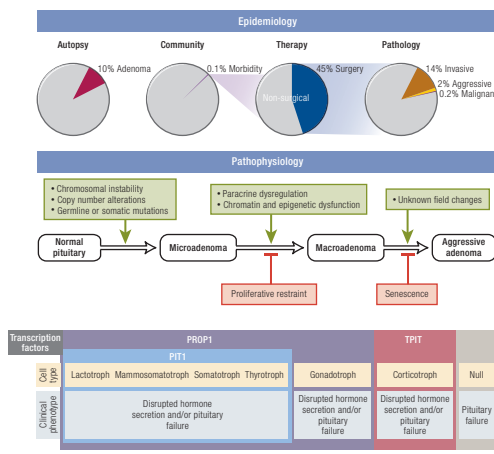 Epidemiology
Autopsy
Community
Therapy
Pathology
10% Adenoma
0.1% Morbidity
45% Surgery
Non-surgical
14% Invasive
2% Aggressive
0.2% Malignan
Pathophysiology
• Chromosomal instability
• Copy number alterations
• Germline or somatic mutations
• Paracrine dysregulation
• Chromatin and epigenetic dysfunction
• Unknown field changes
Normal
pituitary
Microadenoma
Macroadenoma
Aggressive
adenoma
Proliferative restraint
Senescence
Transcription
factors
PROP1
TPIT
PIT1
Cell
type
Lactotroph Mammosomatotroph Somatotroph Thyrotroph
Gonadotroph
Corticotroph
Null
Clinical
phenotype
Disrupted hormone
secretion and/or pituitary
failure
Disrupted hormone
secretion and/or
pituitary
failure
Disrupted hormone
secretion and/or
pituitary
failure
Pituitary
failure